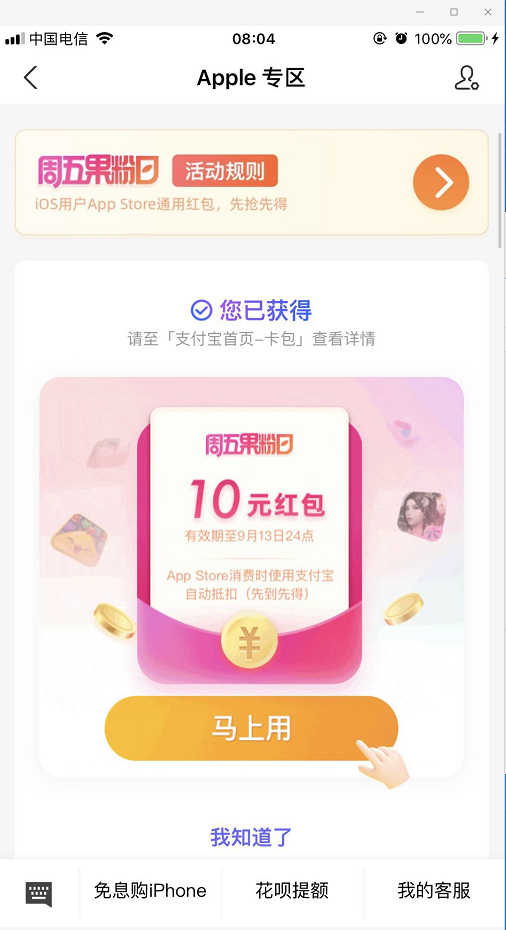 中国电信
08:04
100%
Apple 专区
周五果粉日
活动规则
iOS用户App Store通用红包，先抢先得
您已获得
请至「支付宝首页-卡包」查看详情
周五果粉日
10元红包
有效期至9月13日24点
App Store消费时使用支付宝
自动抵扣（先到先得）
¥
马上用
我知道了
免息购iPhone
花呗提额
我的客服